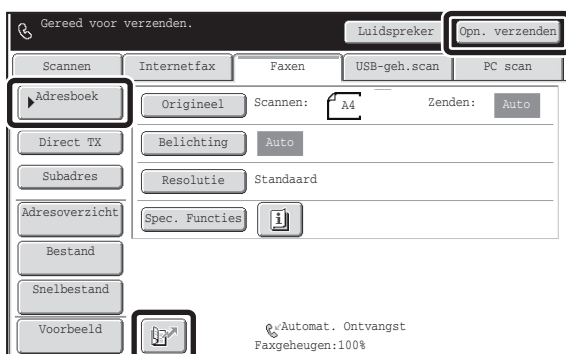 Gereed voor verzenden.
Luidspreker Opn. verzenden
Scannen Internetfax Faxen USB-geh.scan PC scan
Adresboek Origineel Scannen: A4 Zenden: Auto
Direct TX Belichting Auto
Subadres Resolutie Standaard
Adresoverzicht Spec. Functies
Bestand
Snelbestand
Voorbeeld Automat. Ontvangst
Faxgeheugen:100%